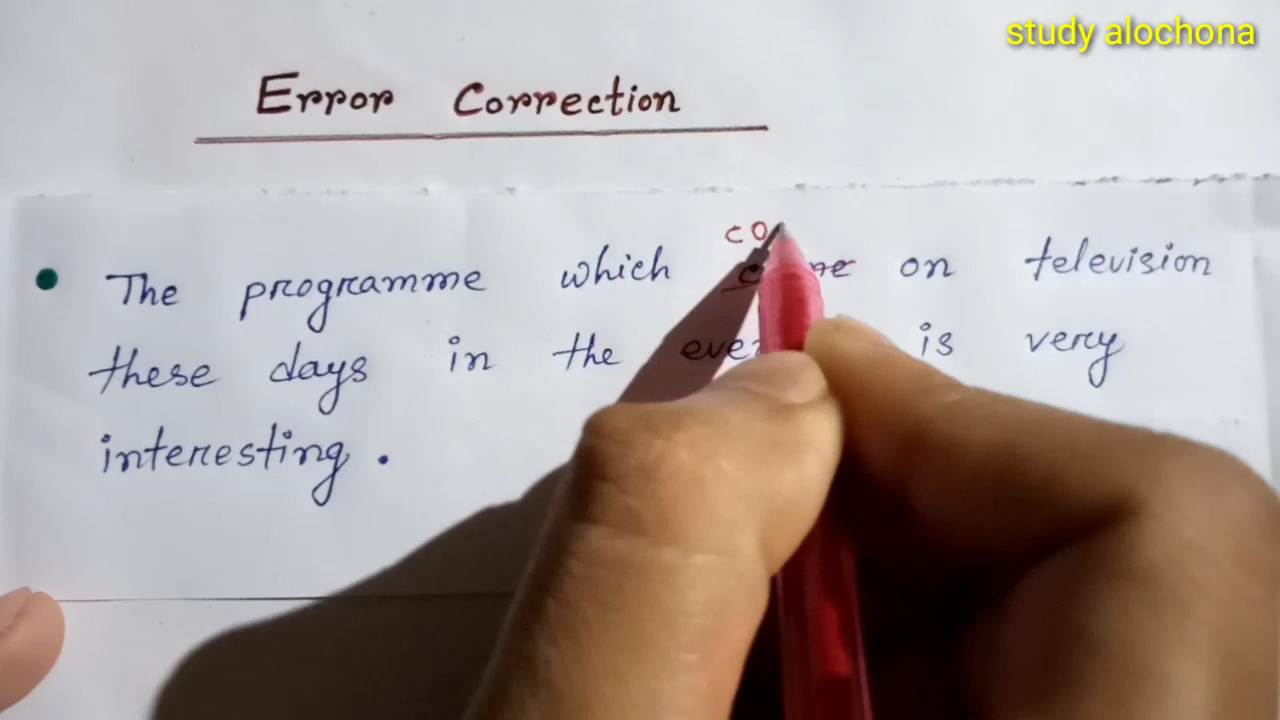 study alochona
Error Correction
co
The programme which on television
these days in the is very
interesting.